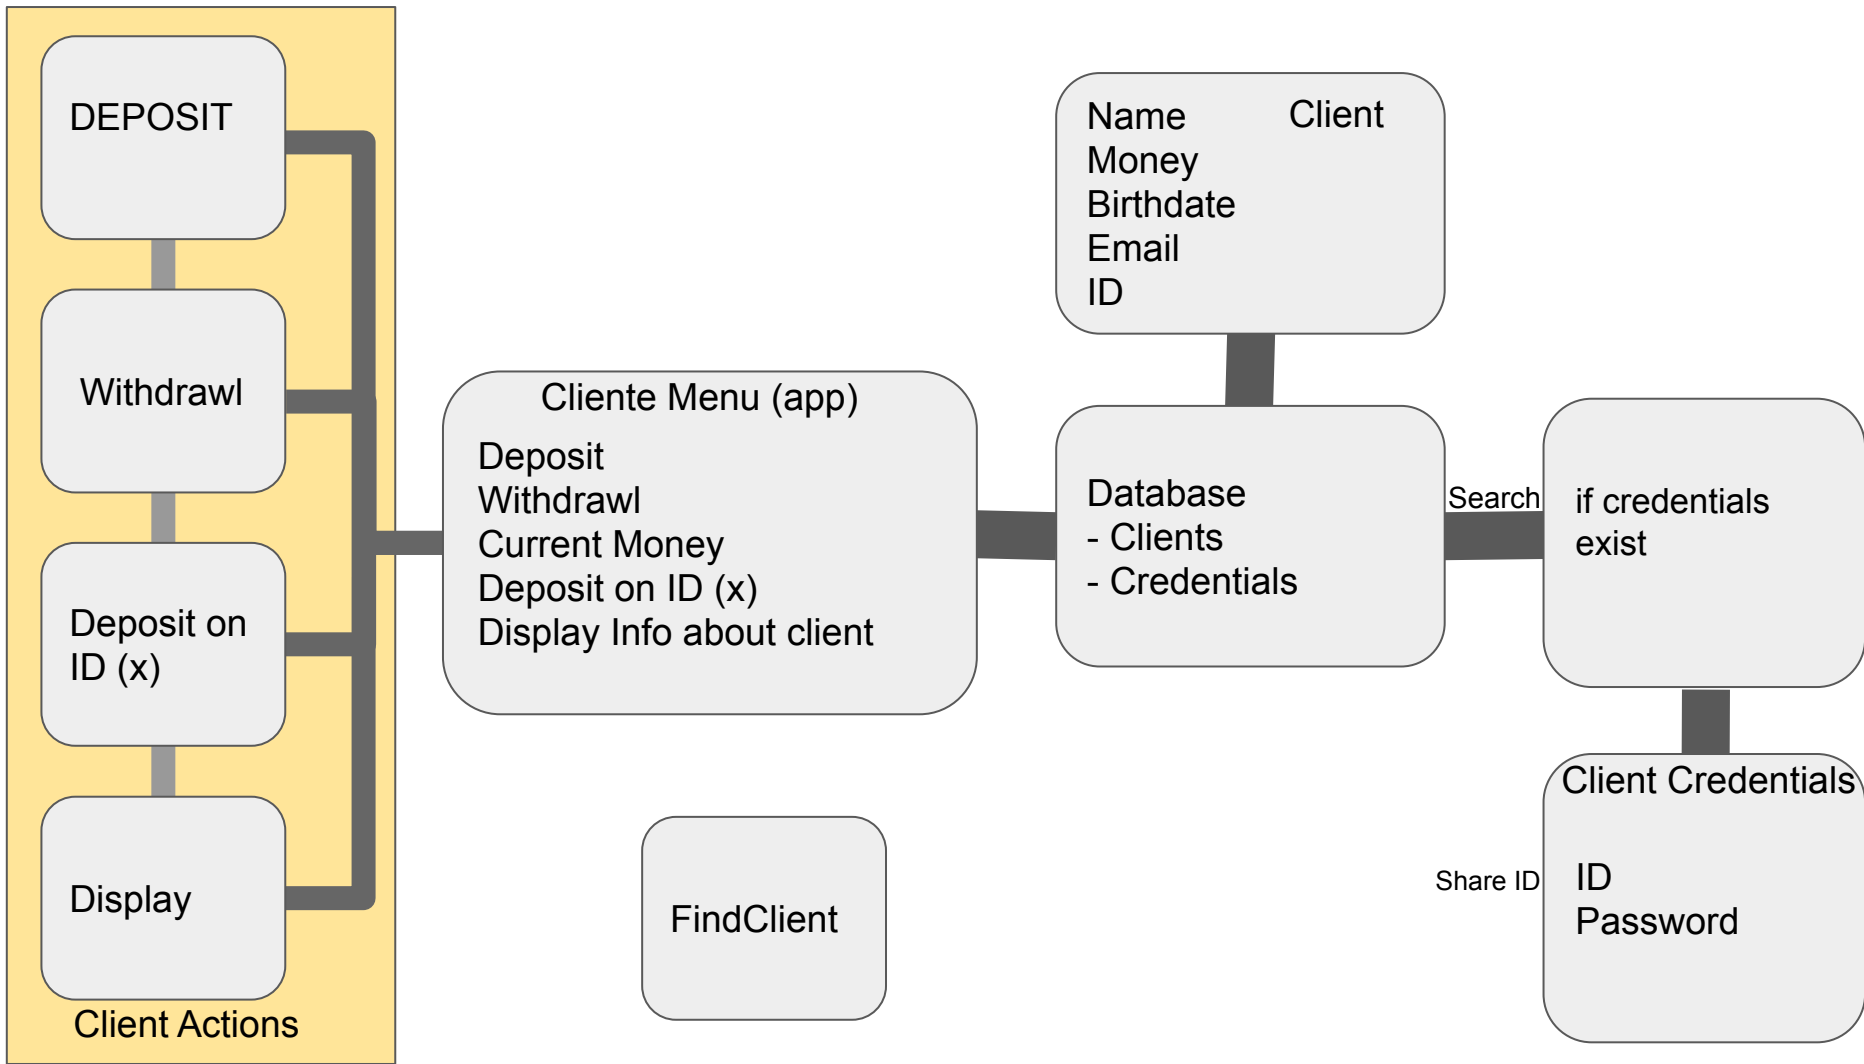 DEPOSIT
Withdrawl
Deposit on
ID (x)
Display
Client Actions
Cliente Menu (app)
Deposit
Withdrawl
Current Money
Deposit on ID (x)
Display Info about client
FindClient
Name
Client
Money
Birthdate
Email
ID
Database
- Clients
- Credentials
Search
if credentials
exist
Client Credentials
Share ID
ID
Password